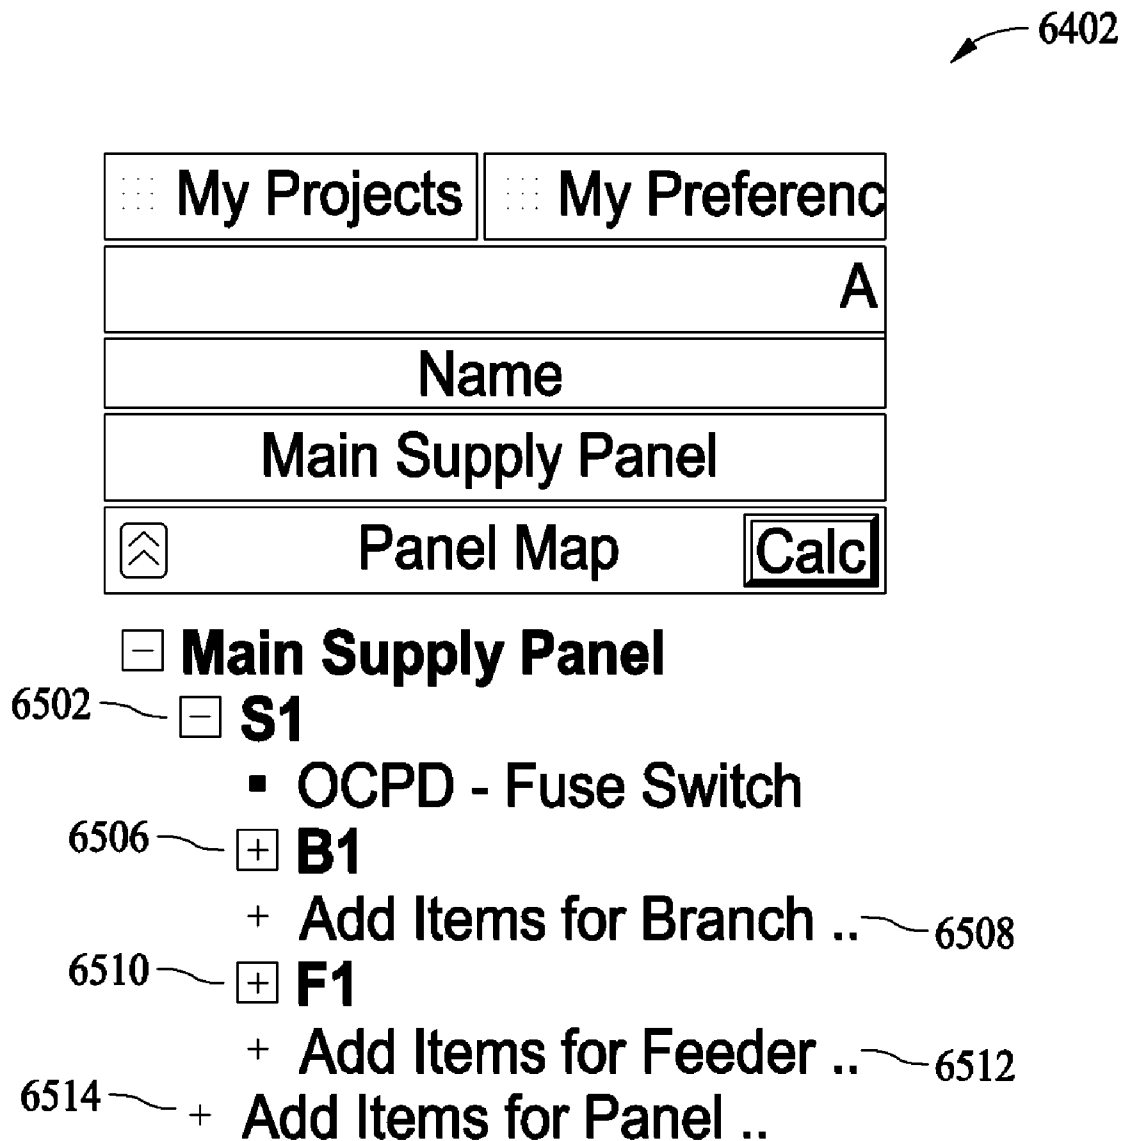 6402
My Projects My Preferenc
A
Name
Main Supply Panel
Panel Map Calc
Main Supply Panel
6502 S1
OCPD - Fuse Switch
6506 + B1
+ Add Items for Branch .. 6508
6510 + F1
+ Add Items for Feeder .. 6512
6514 + Add Items for Panel ..